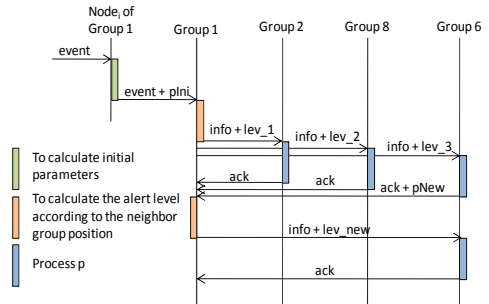 Node_i of
Group 1
Group 1
Group 2
Group 8
Group 6
event
event + pIni
info + lev_1
info + lev_2
info + lev_3
ack
ack
ack + pNew
info + lev_new
ack
To calculate initial
parameters
To calculate the alert level
according to the neighbor
group position
Process p